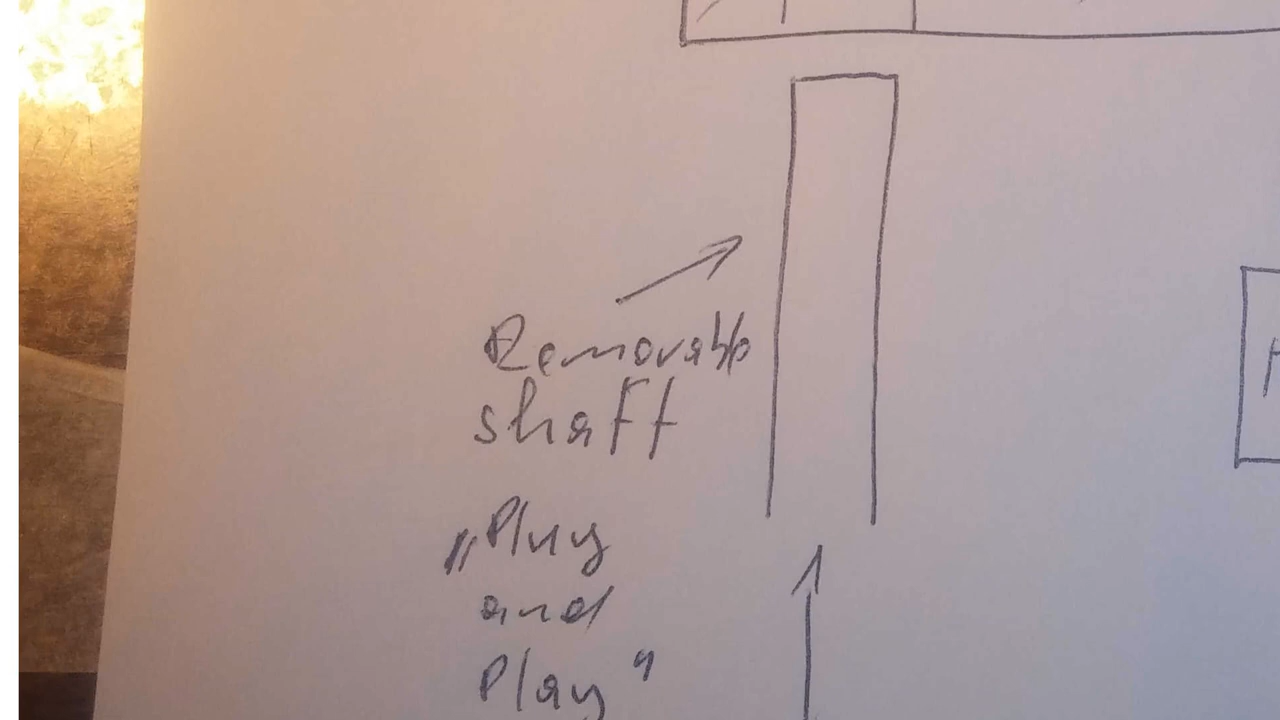 Removable
shaft
„Plug
and
Play"